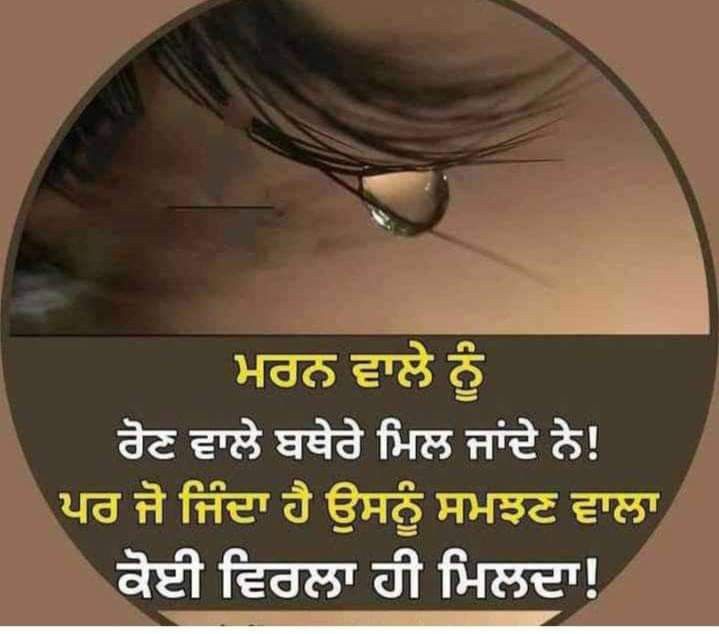 ਮਰਨ ਵਾਲੇ ਨੂੰ
ਰੋਣ ਵਾਲੇ ਬਥੇਰੇ ਮਿਲ ਜਾਂਦੇ ਨੇ!
ਪਰ ਜੋ ਜਿੰਦਾ ਹੈ ਉਸਨੂੰ ਸਮਝਣ ਵਾਲਾ
ਕੋਈ ਵਿਰਲਾ ਹੀ ਮਿਲਦਾ!